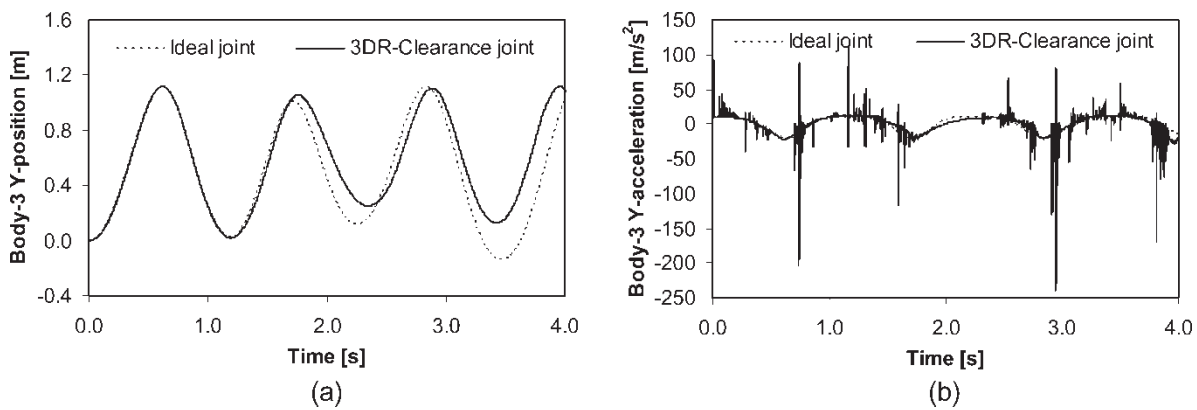 1.6
1.2
0.8
0.4
0.0
-0.4
Body-3 Y-position [m]
Ideal joint
3DR-Clearance joint
0.0 1.0 2.0 3.0 4.0
Time [s]
(a)
150
100
50
0
-50
-100
-150
-200
-250
Body-3 Y-acceleration [m/s²]
Ideal joint
3DR-Clearance joint
0.0 1.0 2.0 3.0 4.0
Time [s]
(b)